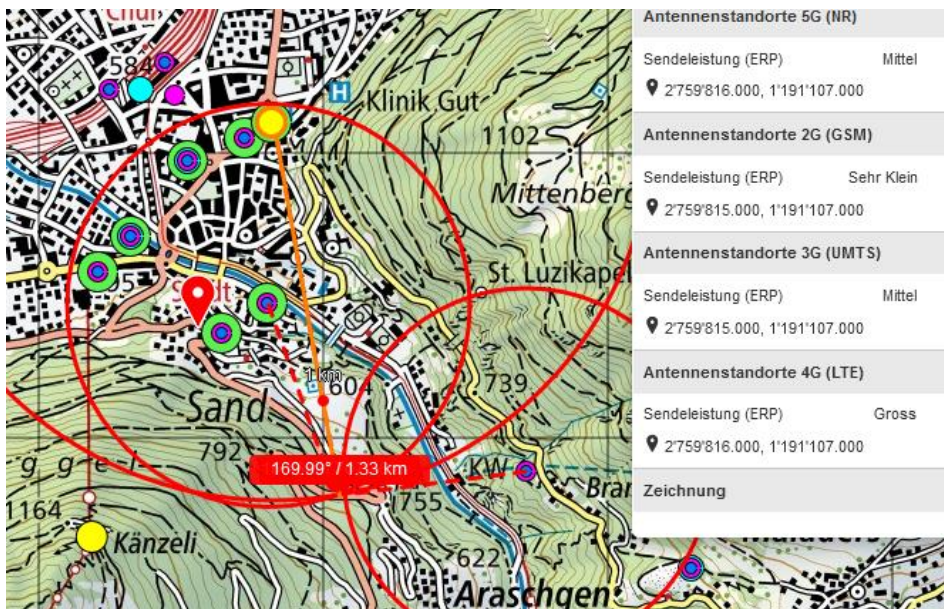 Chur
584
H
Klinik Gut
1102
Mittenberg
St. Luzikapel
Stadt
1 km
604
739
Sand
792
169.99° / 1.33 km
KW
755
Bran
1164
Känzeli
622
Araschgen
Antennenstandorte 5G (NR)
Sendeleistung (ERP) Mittel
2'759'816.000, 1'191'107.000
Antennenstandorte 2G (GSM)
Sendeleistung (ERP) Sehr Klein
2'759'815.000, 1'191'107.000
Antennenstandorte 3G (UMTS)
Sendeleistung (ERP) Mittel
2'759'815.000, 1'191'107.000
Antennenstandorte 4G (LTE)
Sendeleistung (ERP) Gross
2'759'816.000, 1'191'107.000
Zeichnung